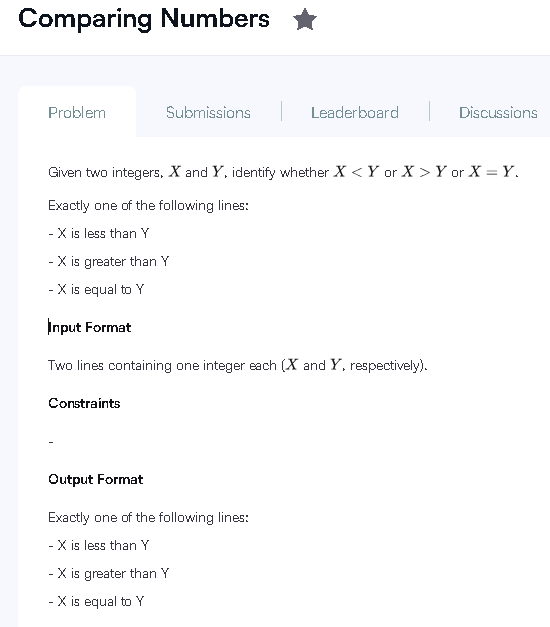 Comparing Numbers
Problem
Submissions
Leaderboard
Discussions
Given two integers, X and Y, identify whether X < Y or X > Y or X = Y.
Exactly one of the following lines:
- X is less than Y
- X is greater than Y
- X is equal to Y
Input Format
Two lines containing one integer each (X and Y, respectively).
Constraints
-
Output Format
Exactly one of the following lines:
- X is less than Y
- X is greater than Y
- X is equal to Y